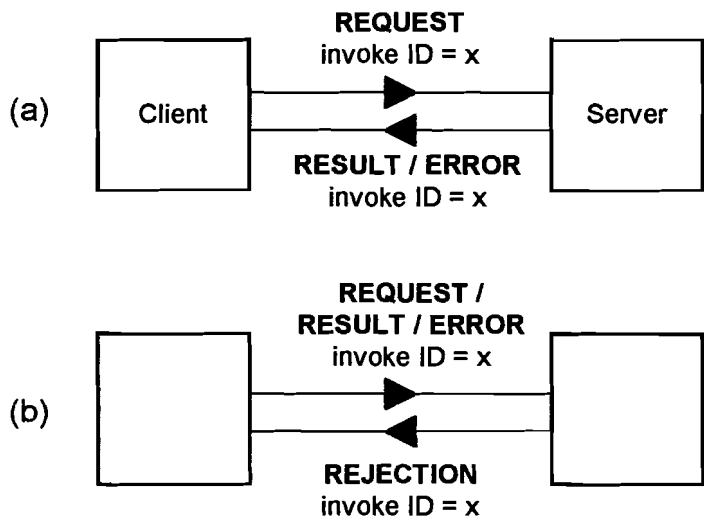 REQUEST
invoke ID = x
(a)
Client
Server
RESULT / ERROR
invoke ID = x
REQUEST /
RESULT / ERROR
invoke ID = x
(b)
REJECTION
invoke ID = x